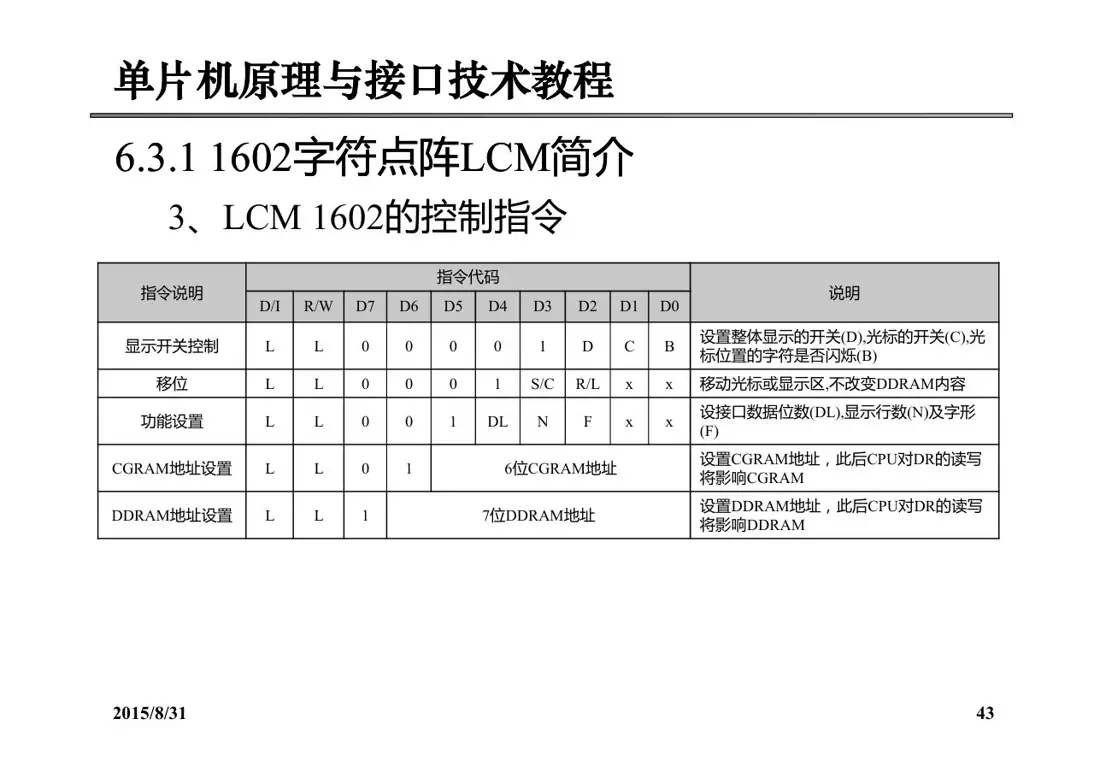 单片机原理与接口技术教程
6.3.1 1602字符点阵LCM简介
3、LCM 1602的控制指令
指令说明 指令代码 说明
D/I R/W D7 D6 D5 D4 D3 D2 D1 D0
显示开关控制 L L 0 0 0 0 1 D C B 设置整体显示的开关(D),光标的开关(C),光
标位置的字符是否闪烁(B)
移位 L L 0 0 0 1 S/C R/L x x 移动光标或显示区,不改变DDRAM内容
功能设置 L L 0 0 1 DL N F x x 设接口数据位数(DL),显示行数(N)及字形
(F)
CGRAM地址设置 L L 0 1 6位CGRAM地址 设置CGRAM地址，此后CPU对DR的读写
将影响CGRAM
DDRAM地址设置 L L 1 7位DDRAM地址 设置DDRAM地址，此后CPU对DR的读写
将影响DDRAM
2015/8/31 43